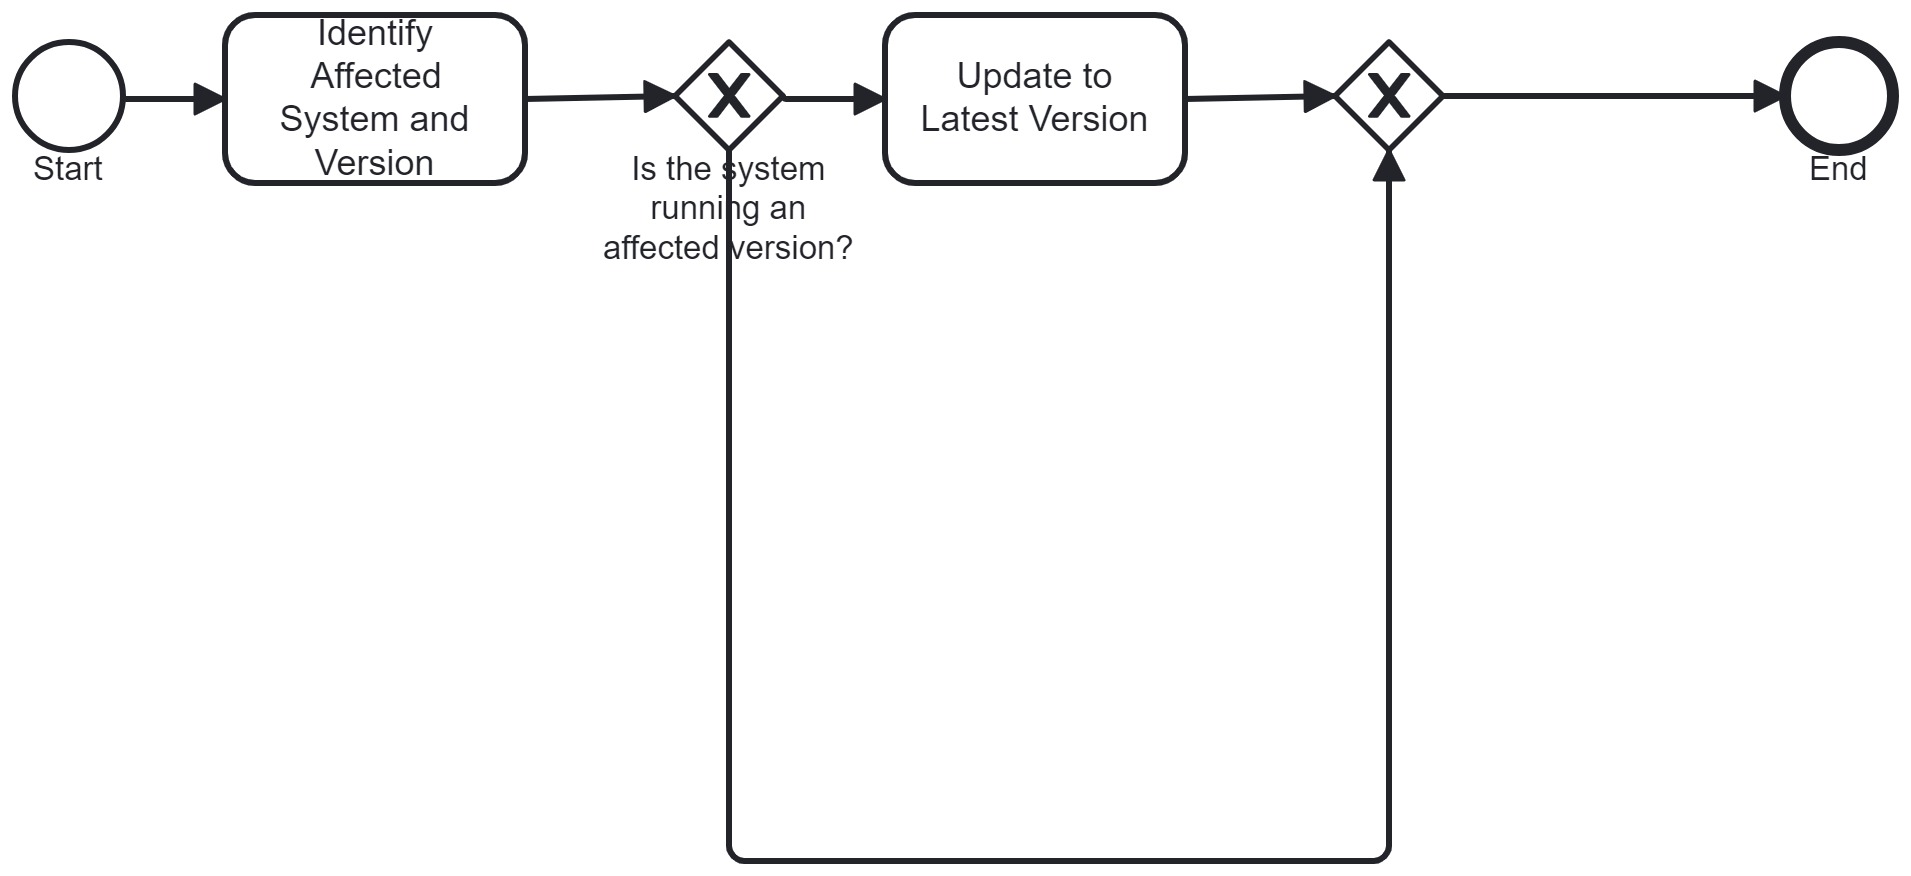 Start
Identify
Affected
System and
Version
X
Is the system
running an
affected version?
Update to
Latest Version
X
End